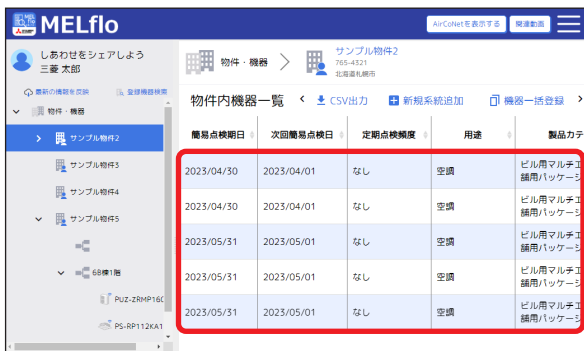 MELflo
AirCoNetを表示する
関連動画
しあわせをシェアしよう
三菱 太郎
最新の情報を反映
登録機器検索
物件・機器
サンプル物件2
サンプル物件3
サンプル物件4
サンプル物件5
6B棟1階
PUZ-ZRMP160
PS-RP112KA1
物件・機器
サンプル物件2
765-4321
北海道札幌市
物件内機器一覧
CSV出力
新規系統追加
機器一括登録
簡易点検期日 次回簡易点検日 定期点検頻度 用途 製品カテ
2023/04/30 2023/04/01 なし 空調 ビル用マルチエ
舗用パッケージ
2023/04/30 2023/04/01 なし 空調 ビル用マルチエ
舗用パッケージ
2023/05/31 2023/05/01 なし 空調 ビル用マルチエ
舗用パッケージ
2023/05/31 2023/05/01 なし 空調 ビル用マルチエ
舗用パッケージ
2023/05/31 2023/05/01 なし 空調 ビル用マルチエ
舗用パッケージ